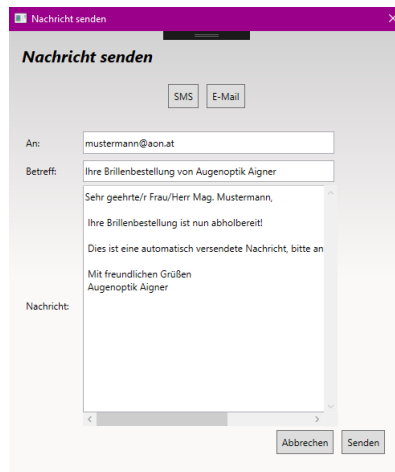 Nachricht senden
Nachricht senden
SMS E-Mail
An: mustermann@aon.at
Betreff: Ihre Brillenbestellung von Augenoptik Aigner
Sehr geehrte/r Frau/Herr Mag. Mustermann,
Ihre Brillenbestellung ist nun abholbereit!
Dies ist eine automatisch versendete Nachricht, bitte an
Mit freundlichen Grüßen
Augenoptik Aigner
Nachricht:
Abbrechen Senden